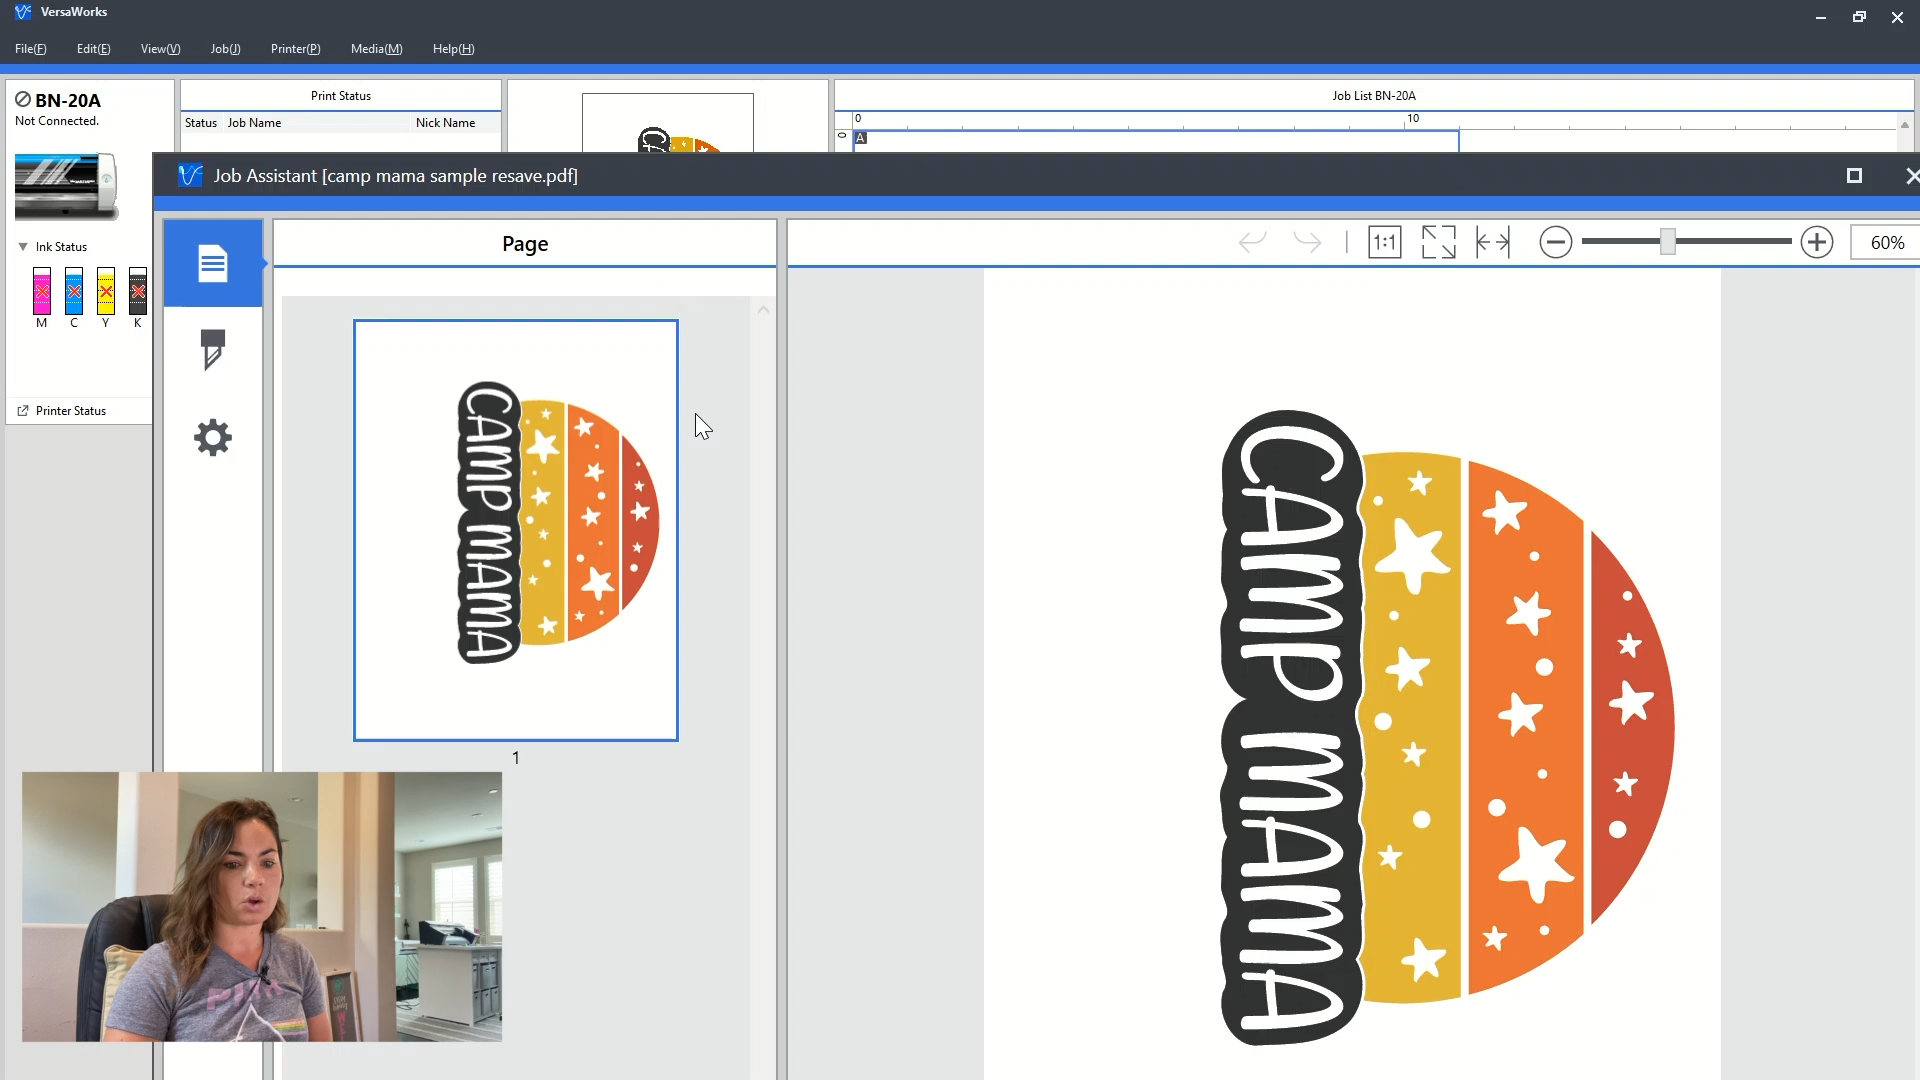 VersaWorks
File(F) Edit(E) View(V) Job(J) Printer(P) Media(M) Help(H)
BN-20A
Not Connected.
Print Status
Status Job Name Nick Name
Job List BN-20A
0 10
0
A
Job Assistant [camp mama sample resave.pdf]
Page
1:1
60%
Ink Status
M C Y K
Printer Status
CAMP MAMA
1
CAMP MAMA
PINK